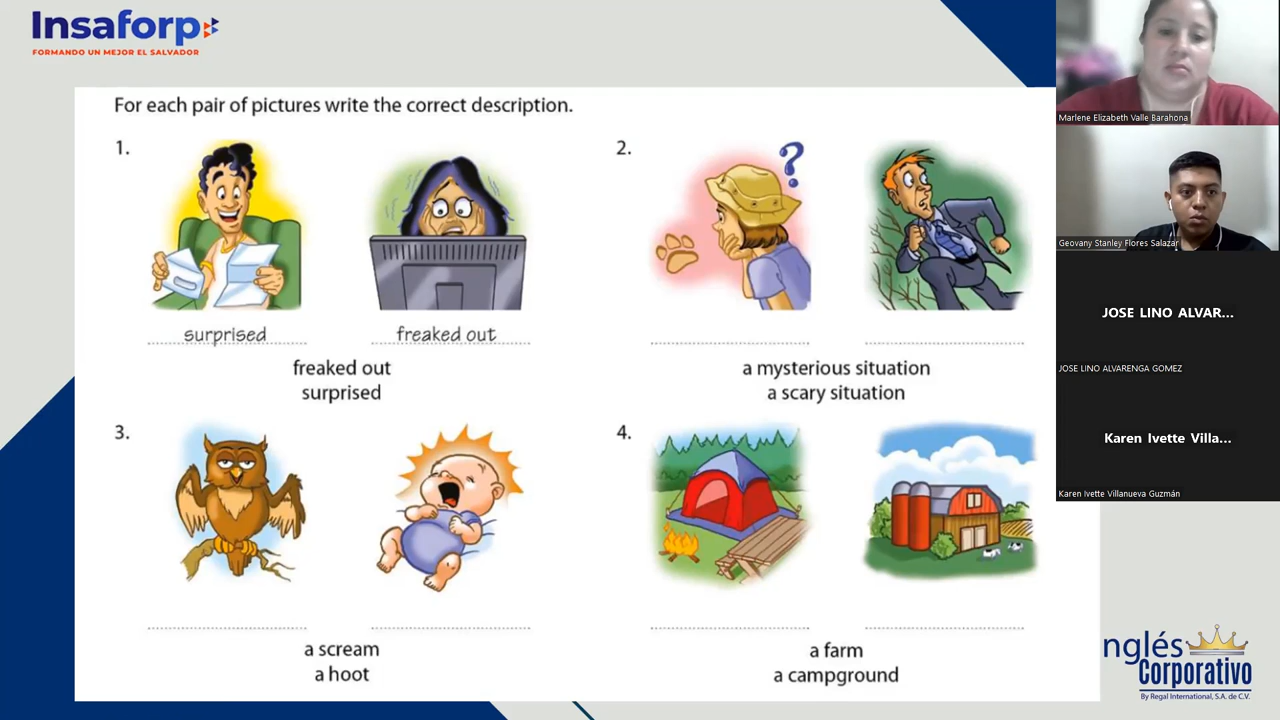 Insaforp
FORMANDO UN MEJOR EL SALVADOR
For each pair of pictures write the correct description.
1.
surprised
freaked out
freaked out
surprised
2.
?
a mysterious situation
a scary situation
3.
a scream
a hoot
4.
a farm
a campground
Marlene Elizabeth Valle Barahona
Geovany Stanley Flores Salazar
JOSE LINO ALVAR...
JOSE LINO ALVARENGA GOMEZ
Karen Ivette Villa...
Karen Ivette Villanueva Guzmán
nglés
Corporativo
By Regal International, S.A. de C.V.